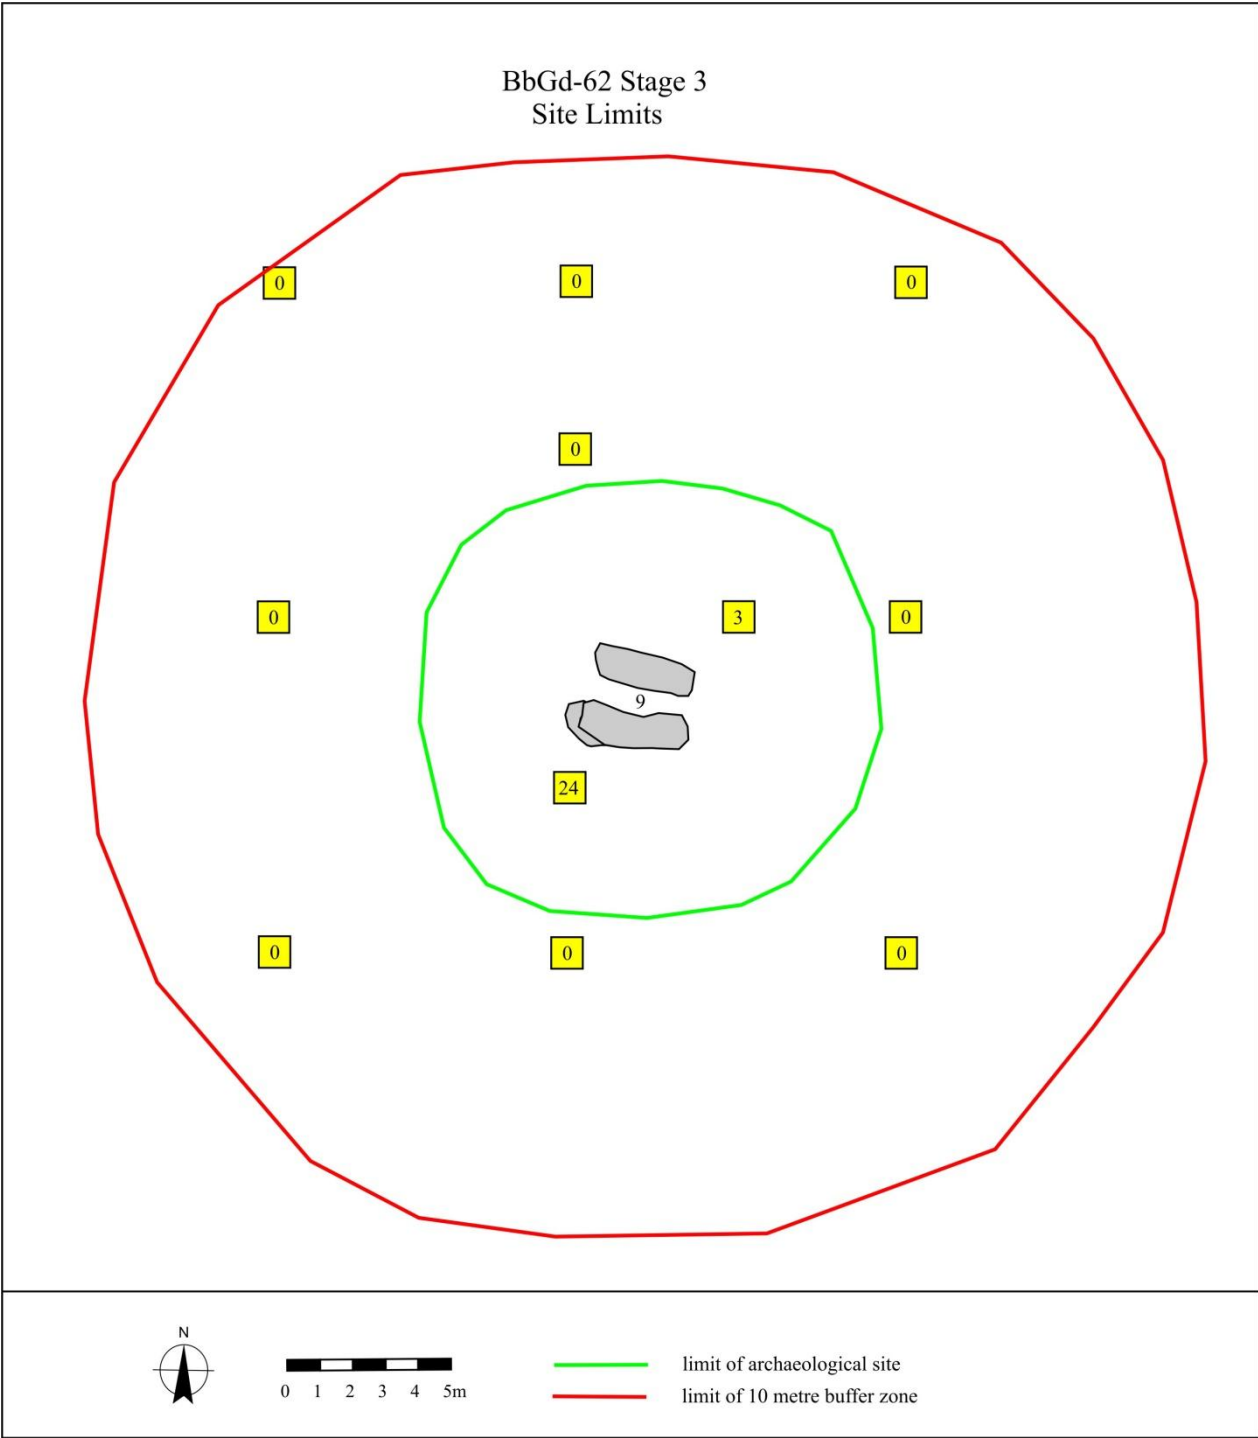 BbGd-62 Stage 3
Site Limits
0 0 0
0
0 3 0
9
24
0 0 0
N
0 1 2 3 4 5m
limit of archaeological site
limit of 10 metre buffer zone